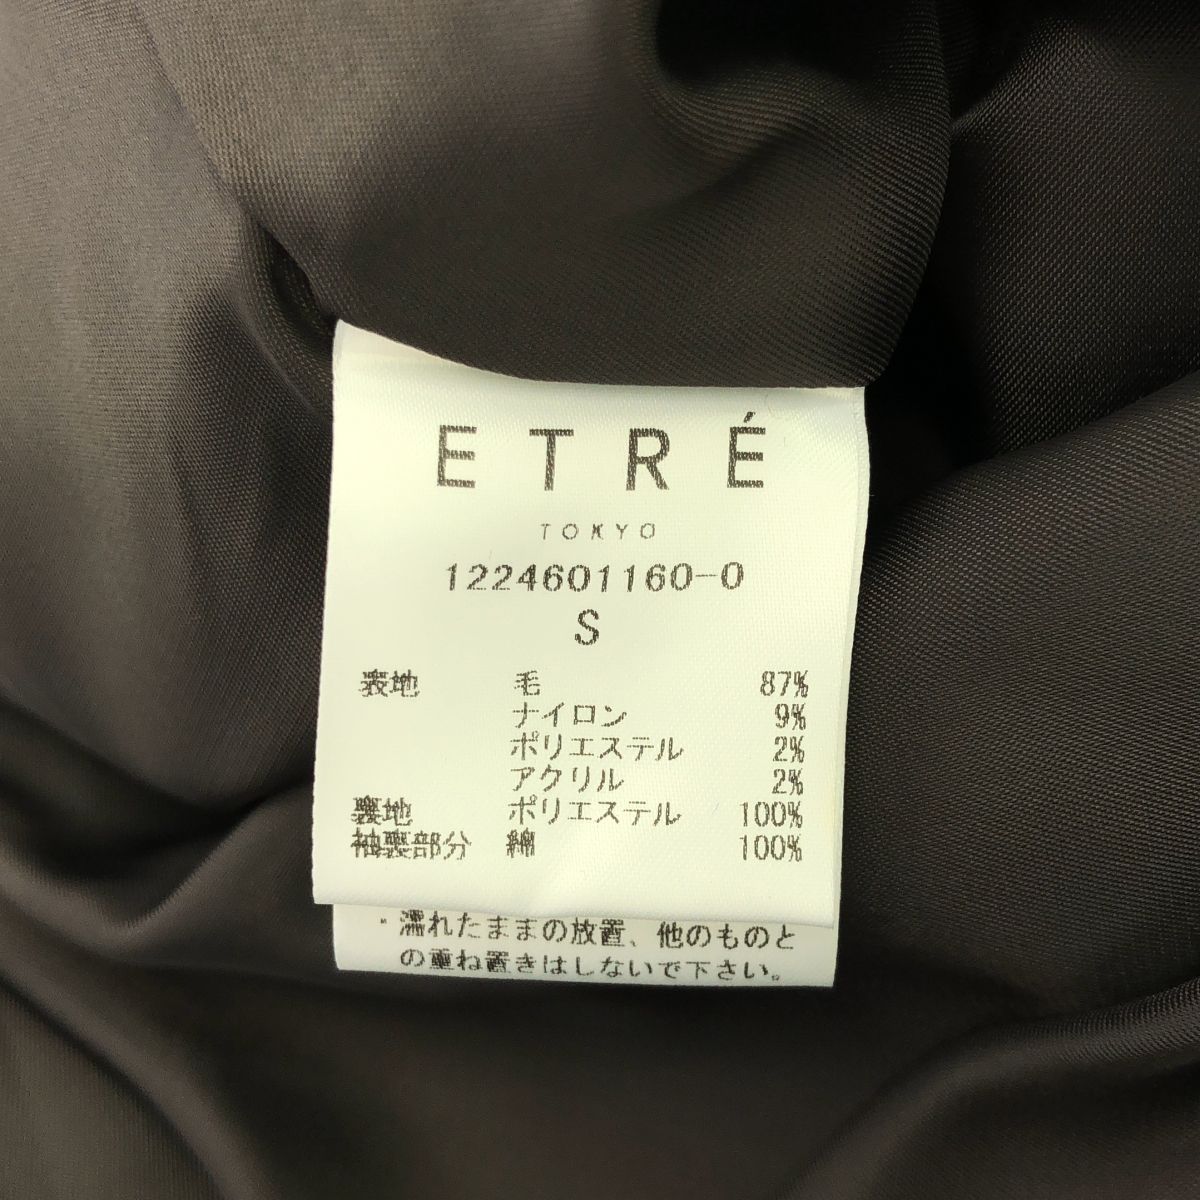 ETRÉ
TOKYO
1224601160-0
S
表地 毛 87%
ナイロン 9%
ポリエステル 2%
アクリル 2%
裏地 ポリエステル 100%
袖裏部分 綿 100%
・濡れたままの放置、他のものと
の重ね置きはしないで下さい。